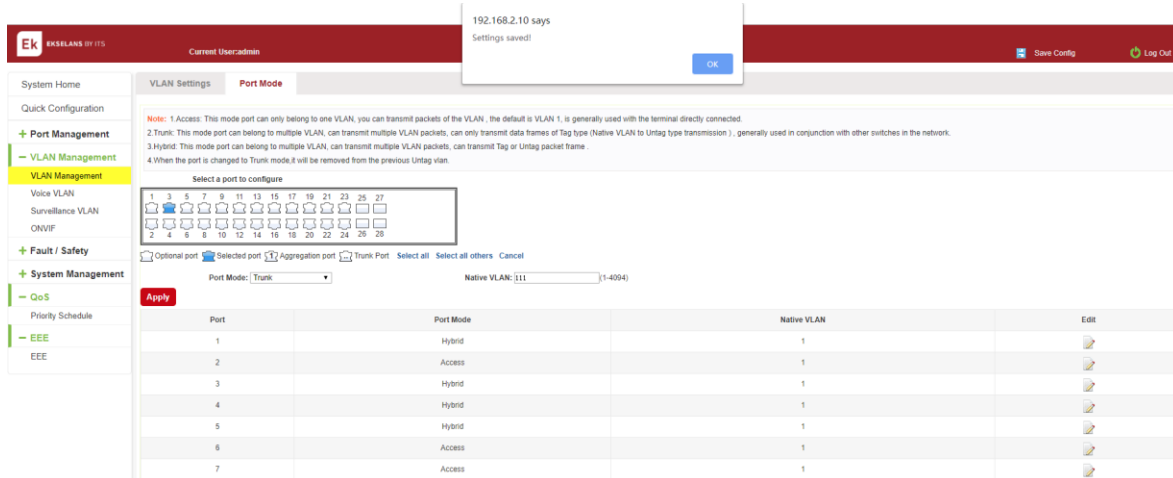 192.168.2.10 says
Settings saved!
OK
Ek EKSELANS BY ITS
Current User:admin
Save Config
Log Out
System Home
Quick Configuration
+ Port Management
− VLAN Management
VLAN Management
Voice VLAN
Surveillance VLAN
ONVIF
+ Fault / Safety
+ System Management
− QoS
Priority Schedule
− EEE
EEE
VLAN Settings Port Mode
Note: 1.Access: This mode port can only belong to one VLAN, you can transmit packets of the VLAN , the default is VLAN 1, is generally used with the terminal directly connected.
2.Trunk: This mode port can belong to multiple VLAN, can transmit multiple VLAN packets, can only transmit data frames of Tag type (Native VLAN to Untag type transmission ) , generally used in conjunction with other switches in the network.
3.Hybrid: This mode port can belong to multiple VLAN, can transmit multiple VLAN packets, can transmit Tag or Untag packet frame .
4.When the port is changed to Trunk mode,it will be removed from the previous Untag vlan.
Select a port to configure
1 3 5 7 9 11 13 15 17 19 21 23 25 27
2 4 6 8 10 12 14 16 18 20 22 24 26 28
Optional port Selected port 1 Aggregation port Trunk Port Select all Select all others Cancel
Port Mode: Trunk Native VLAN: 111 (1-4094)
Apply
Port Port Mode Native VLAN Edit
1 Hybrid 1
2 Access 1
3 Hybrid 1
4 Hybrid 1
5 Hybrid 1
6 Access 1
7 Access 1